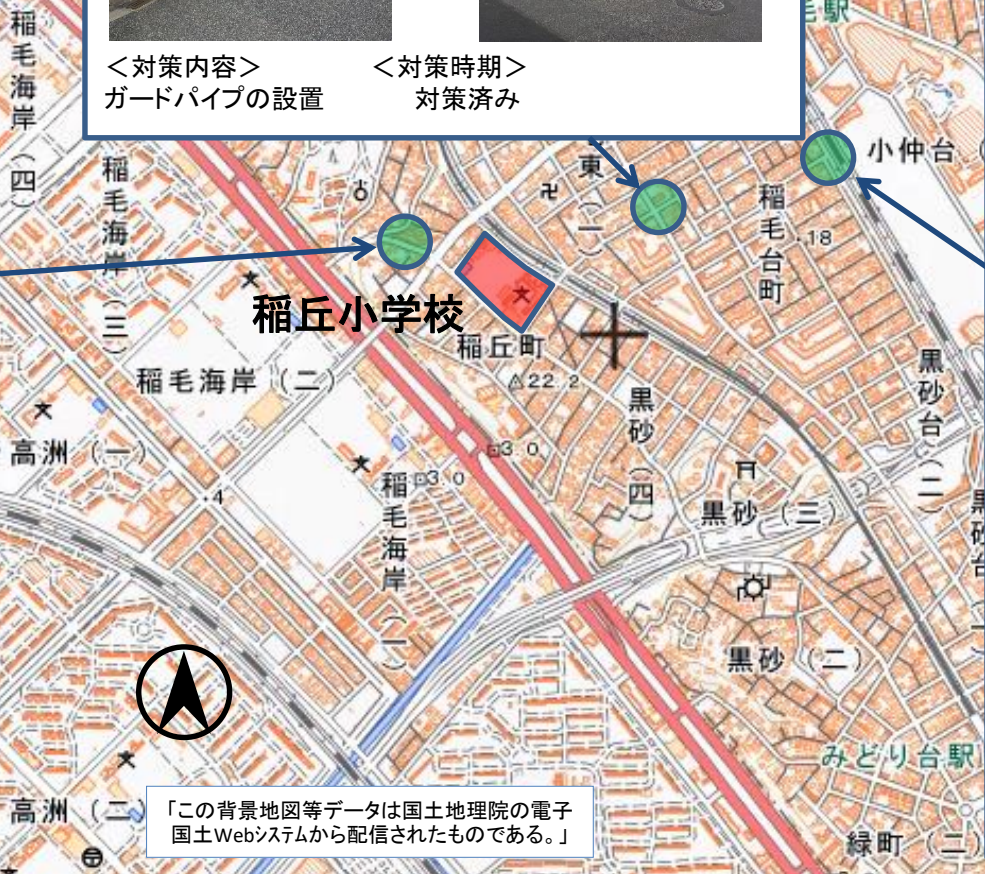 ＜対策内容＞
ガードパイプの設置
＜対策時期＞
対策済み
稲毛海岸（四）
毛駅
小仲台（
稲毛海岸（三）
東（一）
稲毛台町
.18
稲丘小学校
稲丘町
△22 2
稲毛海岸（二）
黒砂（四）
黒砂台（二）
高洲（一）
3 0
3.0
.4
稲毛海岸（一）
黒砂（三）
黒砂台（一）
黒砂（二）
みどり台駅
高洲（二）
緑町（二）
「この背景地図等データは国土地理院の電子
国土Webシステムから配信されたものである。」